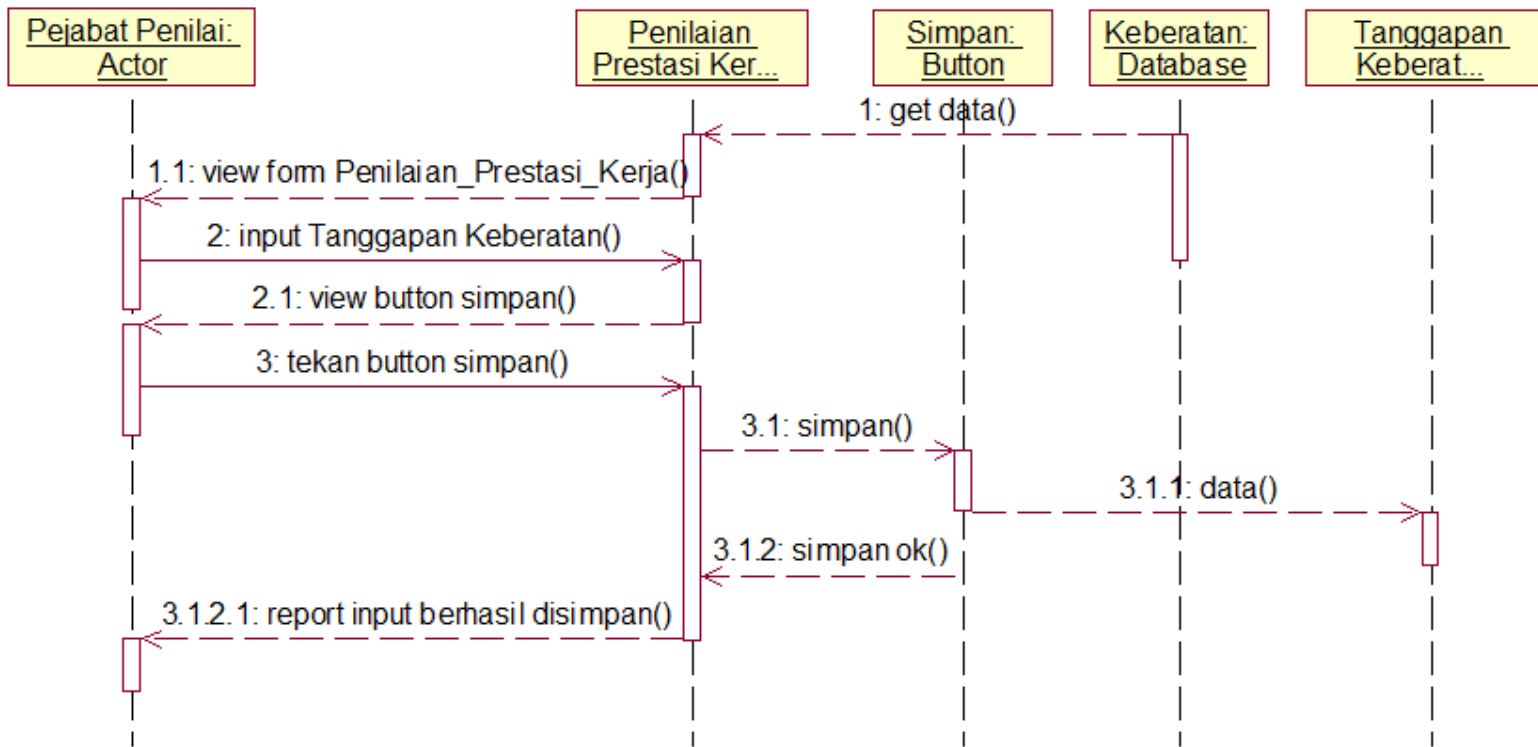 Pejabat Penilai:
Actor
Penilaian
Prestasi Ker...
Simpan:
Button
Keberatan:
Database
Tanggapan
Keberat...
1: get data()
1.1: view form Penilaian_Prestasi_Kerja()
2: input Tanggapan Keberatan()
2.1: view button simpan()
3: tekan button simpan()
3.1: simpan()
3.1.1: data()
3.1.2: simpan ok()
3.1.2.1: report input berhasil disimpan()